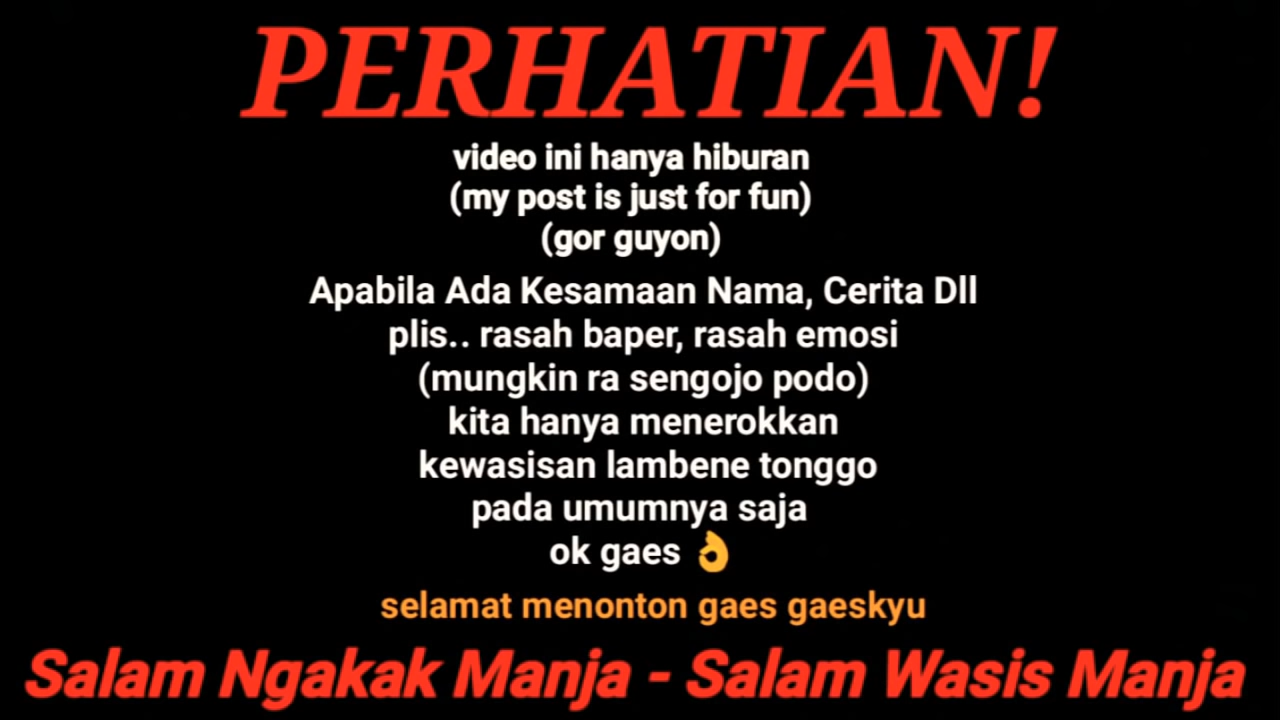 PERHATIAN!
video ini hanya hiburan
(my post is just for fun)
(gor guyon)
Apabila Ada Kesamaan Nama, Cerita Dll
plis.. rasah baper, rasah emosi
(mungkin ra sengojo podo)
kita hanya menerokkan
kewasisan lambene tonggo
pada umumnya saja
ok gaes 👌
selamat menonton gaes gaeskyu
Salam Ngakak Manja - Salam Wasis Manja